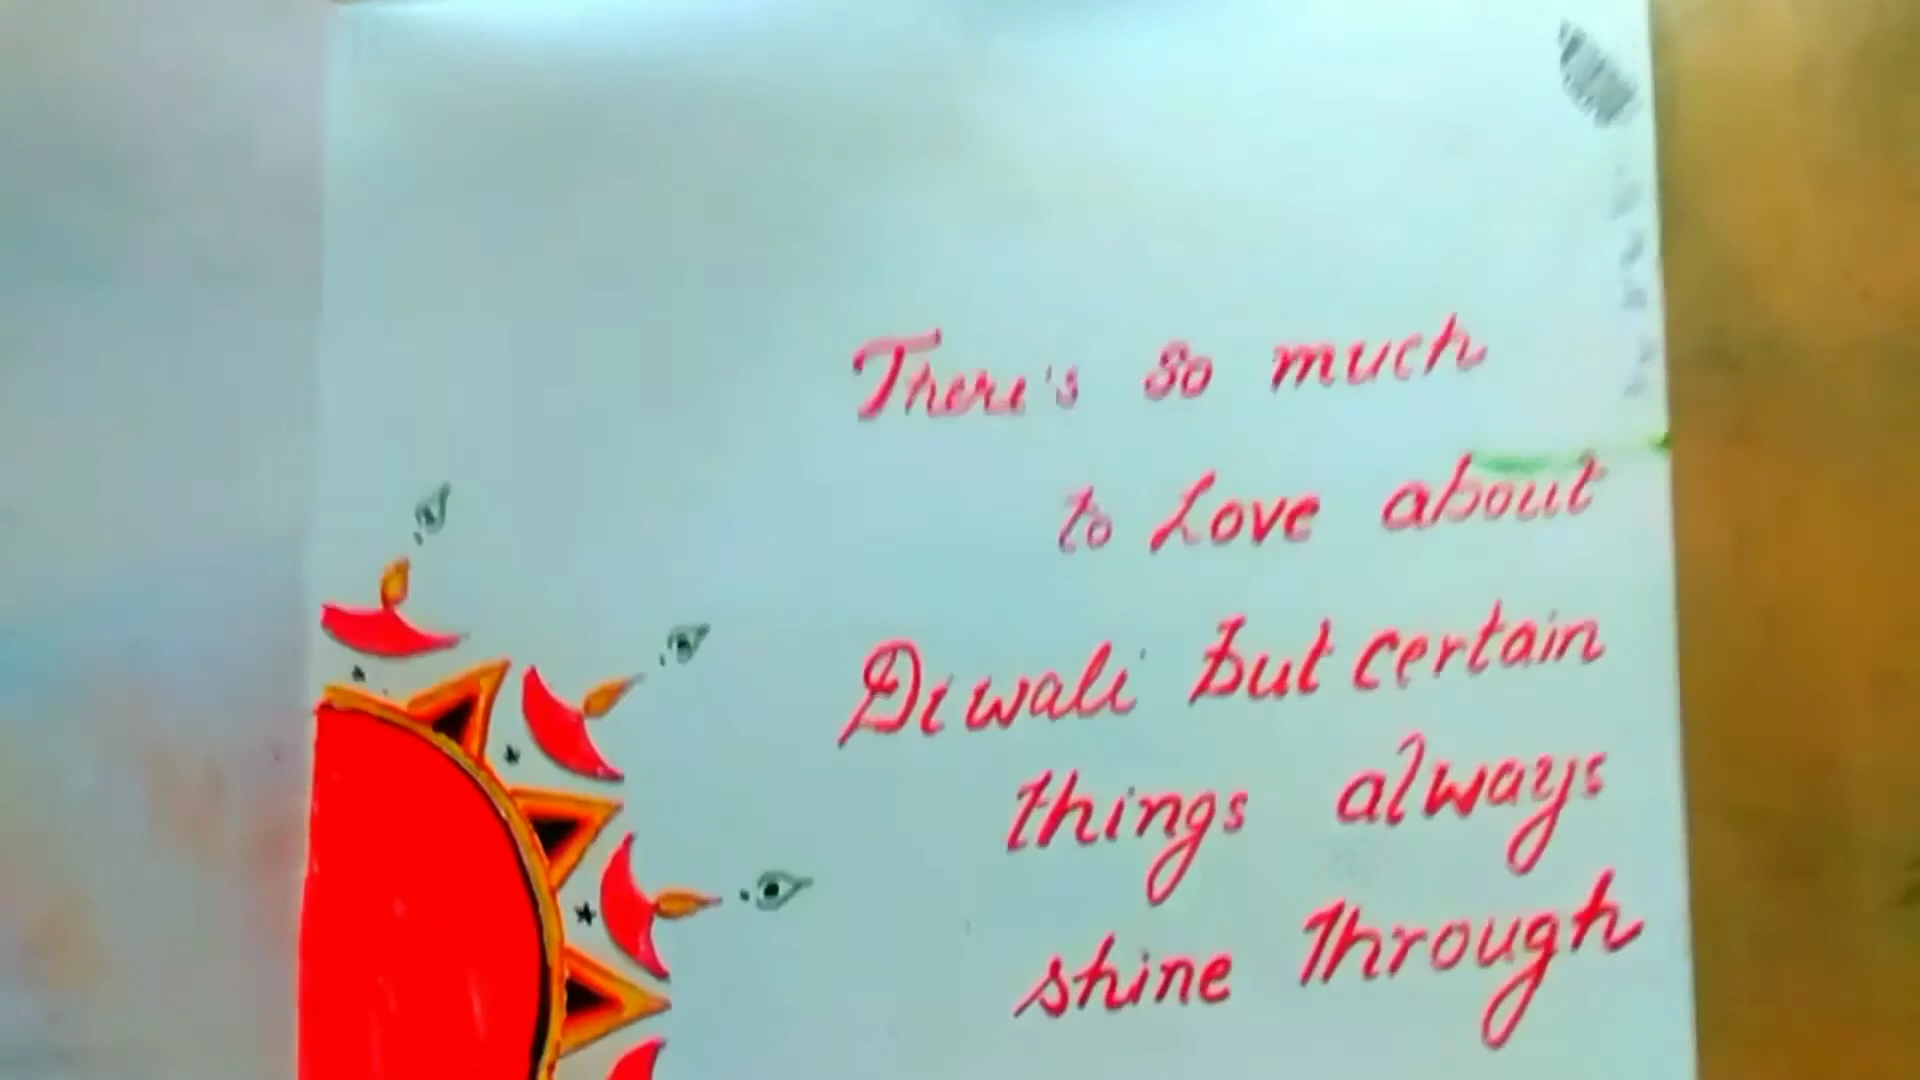 There's so much
to Love about
Diwali but certain
things always
shine through